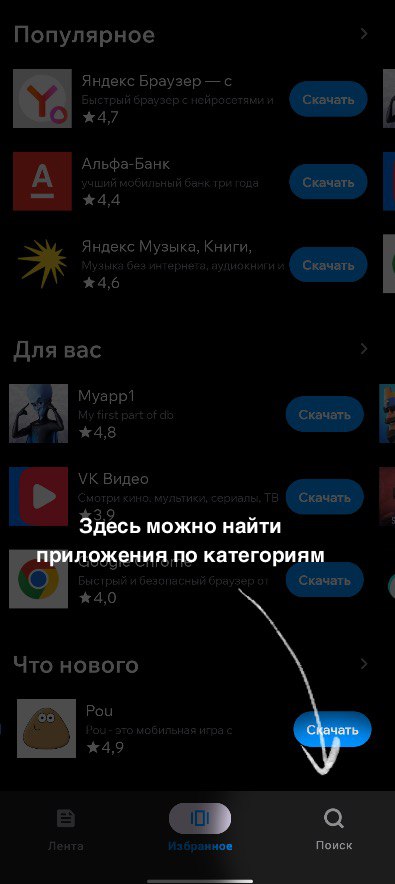 Популярное
Яндекс Браузер — с
Быстрый браузер с нейросетями и
★4,7
Скачать
A
Альфа-Банк
учший мобильный банк три года
★4,4
Скачать
Яндекс Музыка, Книги,
Музыка без интернета, аудиокниги и
★4,6
Скачать
Для вас
Myapp1
My first part of db
★4,8
Скачать
VK Видео
Смотри кино, мультики, сериалы, ТВ
★3,9
Скачать
Здесь можно найти
приложения по категориям
Google Chrome
Быстрый и безопасный браузер от
★4,0
Скачать
Что нового
Pou
Pou - это мобильная игра с
★4,9
Скачать
Лента
Избранное
Поиск